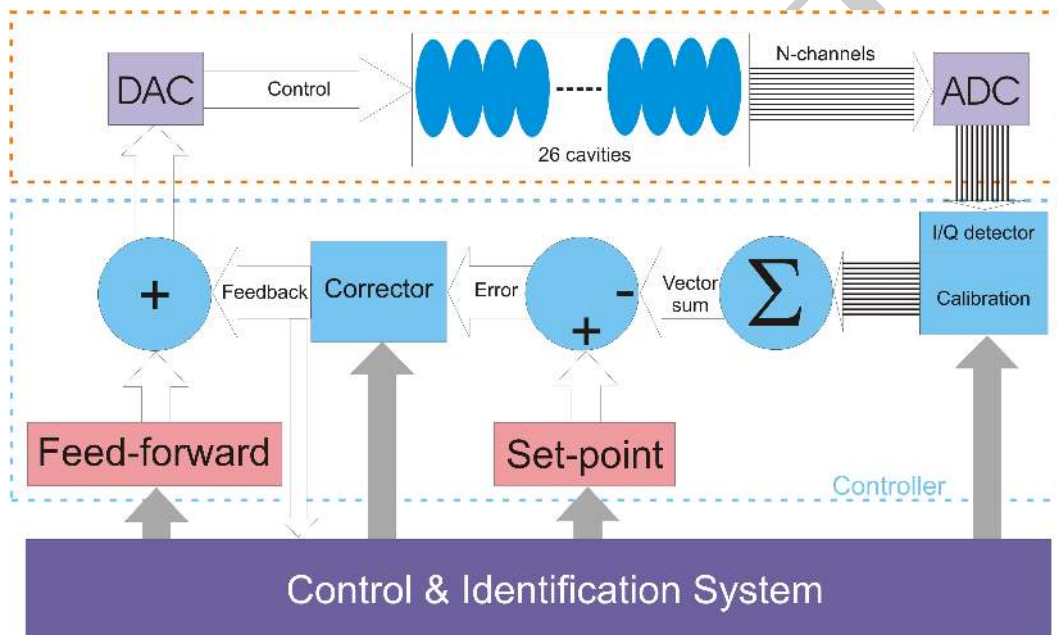 DAC
Control
26 cavities
N-channels
ADC
I/Q detector
Calibration
Σ
Vector
sum
-
+
Error
Corrector
Feedback
+
Feed-forward
Set-point
Controller
Control & Identification System